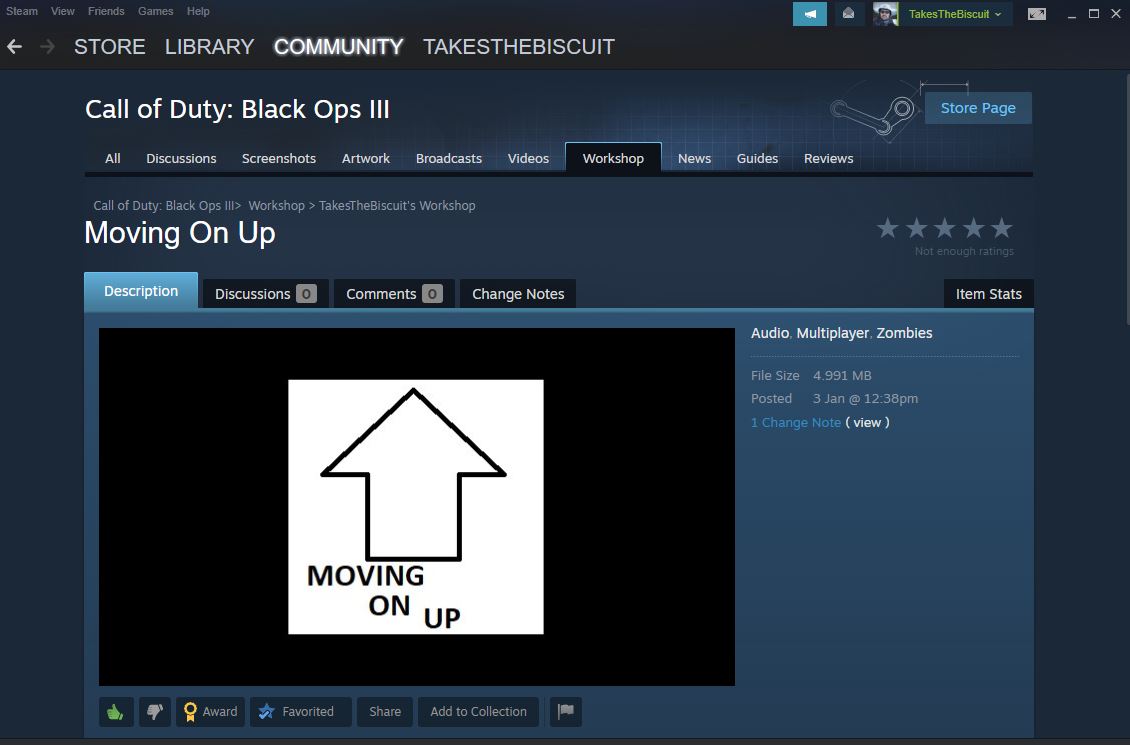 Steam View Friends Games Help
TakesTheBiscuit
STORE LIBRARY COMMUNITY TAKESTHEBISCUIT
Call of Duty: Black Ops III
Store Page
All Discussions Screenshots Artwork Broadcasts Videos Workshop News Guides Reviews
Call of Duty: Black Ops III> Workshop > TakesTheBiscuit's Workshop
Moving On Up
Not enough ratings
Description Discussions 0 Comments 0 Change Notes Item Stats
Audio, Multiplayer, Zombies
File Size 4.991 MB
Posted 3 Jan @ 12:38pm
1 Change Note ( view )
MOVING
ON
UP
Award Favorited Share Add to Collection